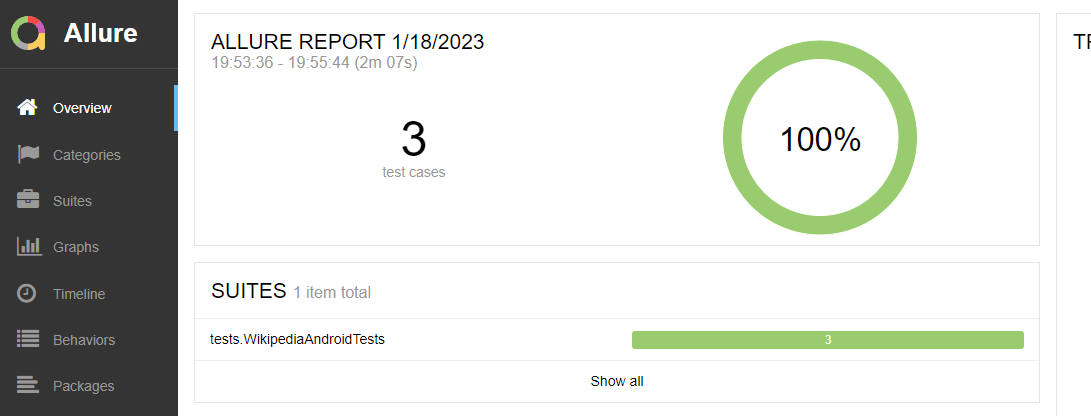 Allure
Overview
Categories
Suites
Graphs
Timeline
Behaviors
Packages
ALLURE REPORT 1/18/2023
19:53:36 - 19:55:44 (2m 07s)
3
test cases
100%
SUITES 1 item total
tests.WikipediaAndroidTests 3
Show all